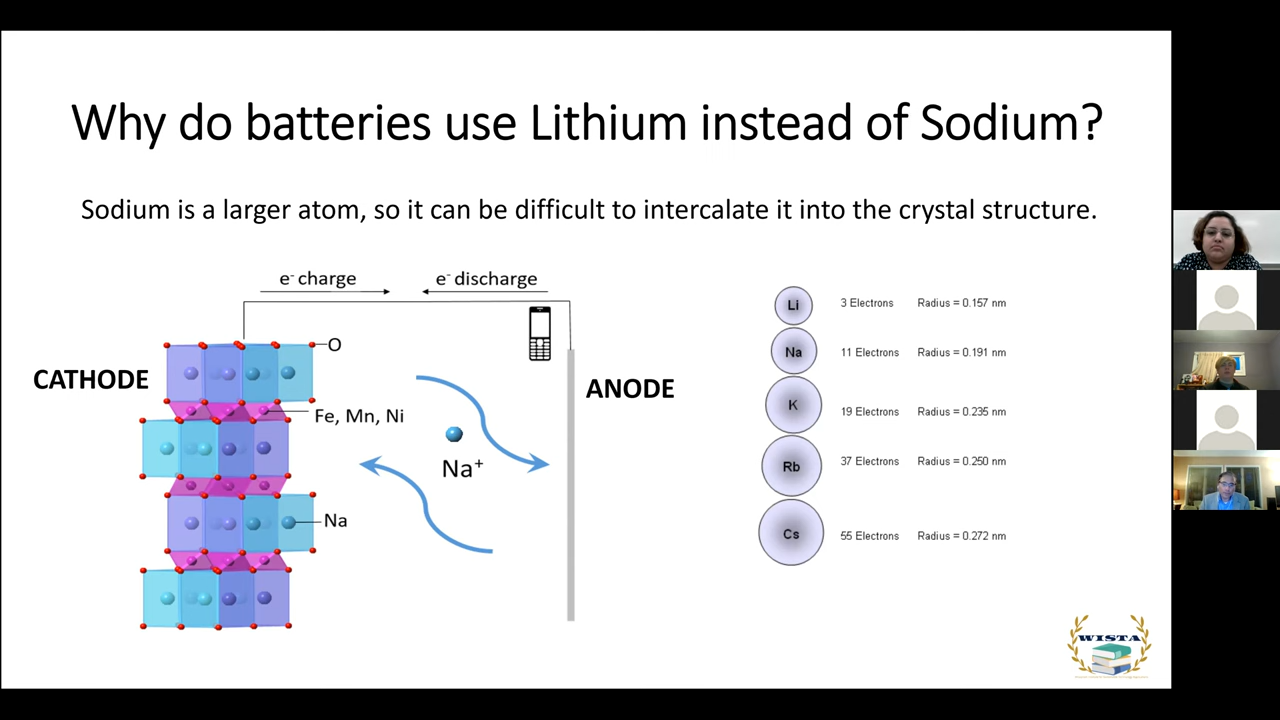 Why do batteries use Lithium instead of Sodium?
Sodium is a larger atom, so it can be difficult to intercalate it into the crystal structure.
e⁻ charge
e⁻ discharge
O
CATHODE
ANODE
Fe, Mn, Ni
Na⁺
Na
Li 3 Electrons Radius = 0.157 nm
Na 11 Electrons Radius = 0.191 nm
K 19 Electrons Radius = 0.235 nm
Rb 37 Electrons Radius = 0.250 nm
Cs 55 Electrons Radius = 0.272 nm
WISTA